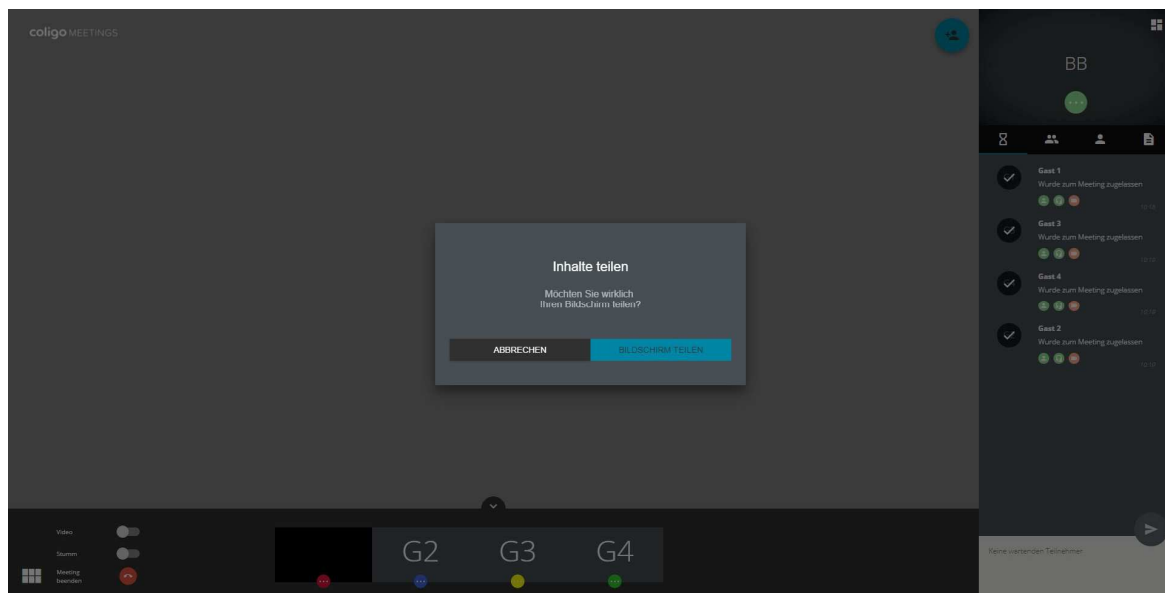 coligo MEETINGS
BB
Gast 1
Wurde zum Meeting zugelassen
Gast 3
Wurde zum Meeting zugelassen
Gast 4
Wurde zum Meeting zugelassen
Gast 2
Wurde zum Meeting zugelassen
Inhalte teilen
Möchten Sie wirklich
Ihren Bildschirm teilen?
ABBRECHEN
BILDSCHIRM TEILEN
Video
Stumm
Meeting
beenden
G2
G3
G4
Keine wartenden Teilnehmer